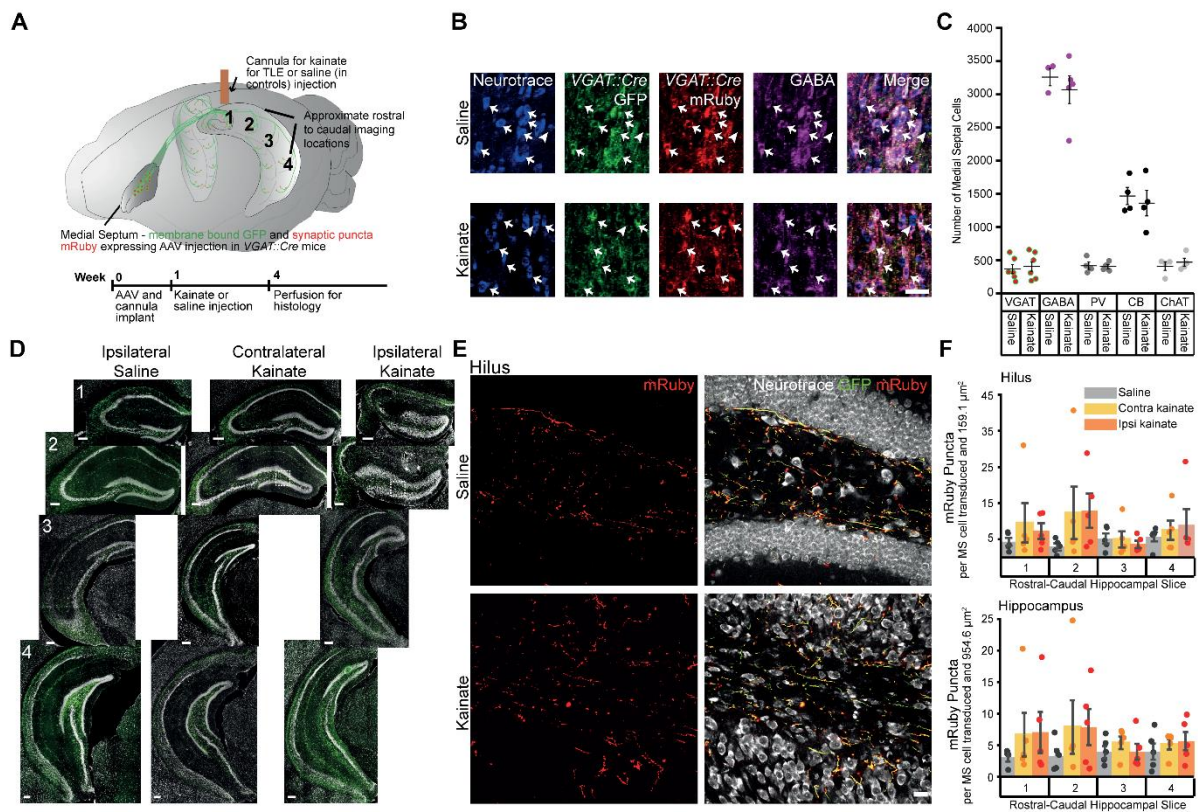 A
Cannula for kainate
for TLE or saline (in
controls) injection
1
2
3
4
Approximate rostral
to caudal imaging
locations
Medial Septum - membrane bound GFP and synaptic puncta
mRuby expressing AAV injection in VGAT::Cre mice
Week
0
1
4
AAV and
cannula
implant
Kainate or
saline injection
Perfusion for
histology
B
Neurotrace
VGAT::Cre
GFP
VGAT::Cre
mRuby
GABA
Merge
Saline
Kainate
C
Number of Medial Septal Cells
4000
3500
3000
2500
2000
1500
1000
500
0
VGAT
GABA
PV
CB
ChAT
Saline
Kainate
Saline
Kainate
Saline
Kainate
Saline
Kainate
Saline
Kainate
D
Ipsilateral
Saline
Contralateral
Kainate
Ipsilateral
Kainate
1
2
3
4
E
Hilus
mRuby
Neurotrace GFP mRuby
Saline
Kainate
F
Hilus
Saline
Contra kainate
Ipsi kainate
mRuby Puncta
per MS cell transduced and 159.1 µm²
45
35
25
15
5
1
2
3
4
Rostral-Caudal Hippocampal Slice
Hippocampus
mRuby Puncta
per MS cell transduced and 954.6 µm²
25
20
15
10
5
0
1
2
3
4
Rostral-Caudal Hippocampal Slice